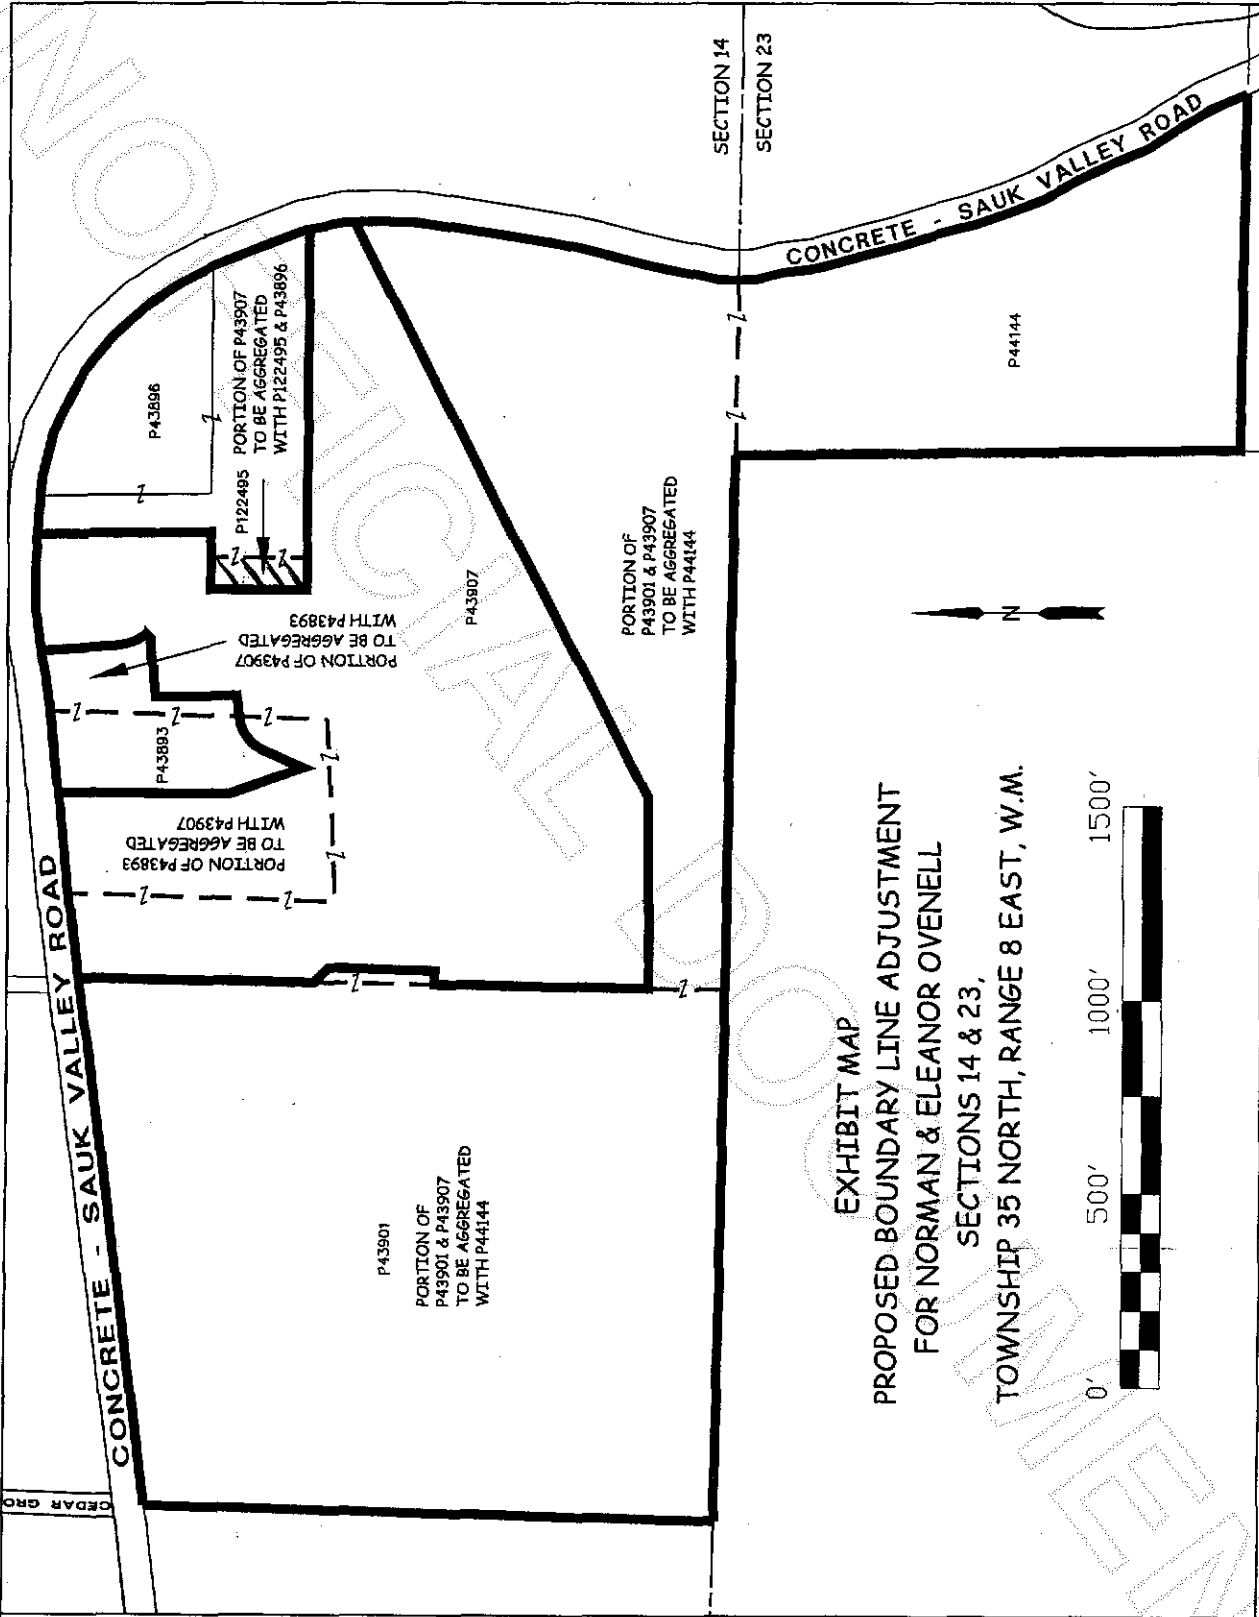 CEDAR GRO
CONCRETE - SAUK VALLEY ROAD
P43893
PORTION OF P43893
TO BE AGGREGATED
WITH P43907
PORTION OF P43907
TO BE AGGREGATED
WITH P43893
P43896
P122495
PORTION OF P43907
TO BE AGGREGATED
WITH P122495 & P43896
P43907
P43901
PORTION OF
P43901 & P43907
TO BE AGGREGATED
WITH P44144
PORTION OF
P43901 & P43907
TO BE AGGREGATED
WITH P44144
SECTION 14
SECTION 23
CONCRETE - SAUK VALLEY ROAD
P44144
N
EXHIBIT MAP
PROPOSED BOUNDARY LINE ADJUSTMENT
FOR NORMAN & ELEANOR OVENELL
SECTIONS 14 & 23,
TOWNSHIP 35 NORTH, RANGE 8 EAST, W.M.
0' 500' 1000' 1500'
UNOFFICIAL DOCUMENT